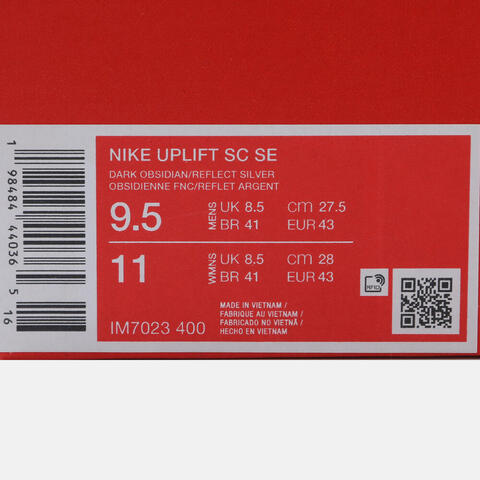 NIKE UPLIFT SC SE
DARK OBSIDIAN/REFLECT SILVER
OBSIDIENNE FNC/REFLET ARGENT
9.5 MENS UK 8.5 cm 27.5
BR 41 EUR 43
11 WMNS UK 8.5 cm 28
BR 41 EUR 43
MADE IN VIETNAM /
FABRIQUE AU VIETNAM /
FABRICADO NO VIETNÃ /
HECHO EN VIETNAM
IM7023 400
RFID
1 98484 44036 5 16